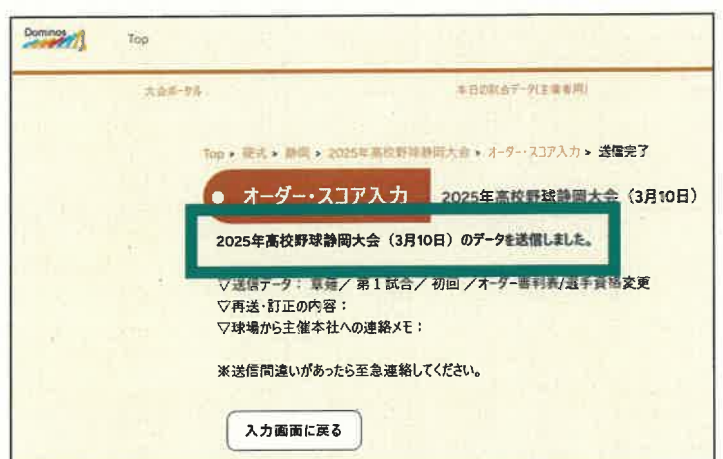 Dominos
Top
大会ポータル
本日の試合データ(主催者用)
Top ▸ 硬式 ▸ 静岡 ▸ 2025年高校野球静岡大会 ▸ オーダー・スコア入力 ▸ 送信完了
● オーダー・スコア入力
2025年高校野球静岡大会(3月10日)
2025年高校野球静岡大会(3月10日)のデータを送信しました。
▽送信データ: 草薙/ 第1試合/ 初回 /オーダー審判表/選手資格変更
▽再送・訂正の内容:
▽球場から主催本社への連絡メモ:
※送信間違いがあったら至急連絡してください。
入力画面に戻る